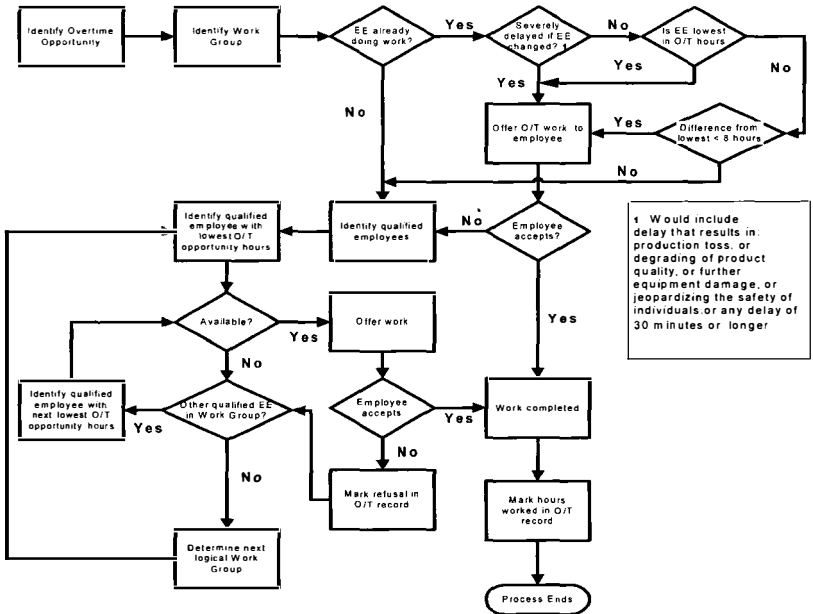 Identify Overtime
Opportunity
Identify Work
Group
EE already
doing work?
Yes
Severely
delayed if EE
changed? 1
No
Is EE lowest
in O/T hours
Yes
Yes
No
No
Offer O/T work to
employee
Yes
Difference from
lowest < 8 hours
No
Identify qualified
employee with
lowest O/T
opportunity hours
Identify qualified
employees
No
Employee
accepts?
1 Would include
delay that results in:
production toss, or
degrading of product
quality, or further
equipment damage, or
jeopardizing the safety of
individuals.or any delay of
30 minutes or longer
Available?
Yes
Offer work
Yes
No
Identify qualified
employee with
next lowest O/T
opportunity hours
Yes
Other qualified EE
in Work Group?
Employee
accepts
Yes
Work completed
No
No
Mark refusal in
O/T record
Mark hours
worked in O/T
record
Determine next
logical Work
Group
Process Ends